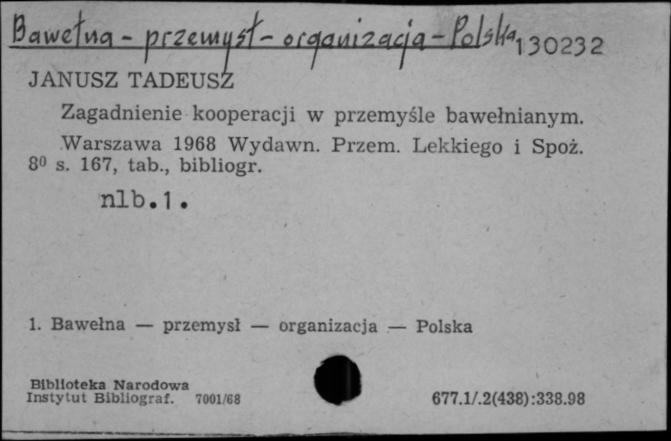 Bawełna - przemysł - organizacja - Polska 130232
JANUSZ TADEUSZ
Zagadnienie kooperacji w przemyśle bawełnianym.
Warszawa 1968 Wydawn. Przem. Lekkiego i Spoż.
8⁰ s. 167, tab., bibliogr.
nlb.1.
1. Bawełna — przemysł — organizacja — Polska
Biblioteka Narodowa
Instytut Bibliograf. 7001/68
677.1/.2(438):338.98